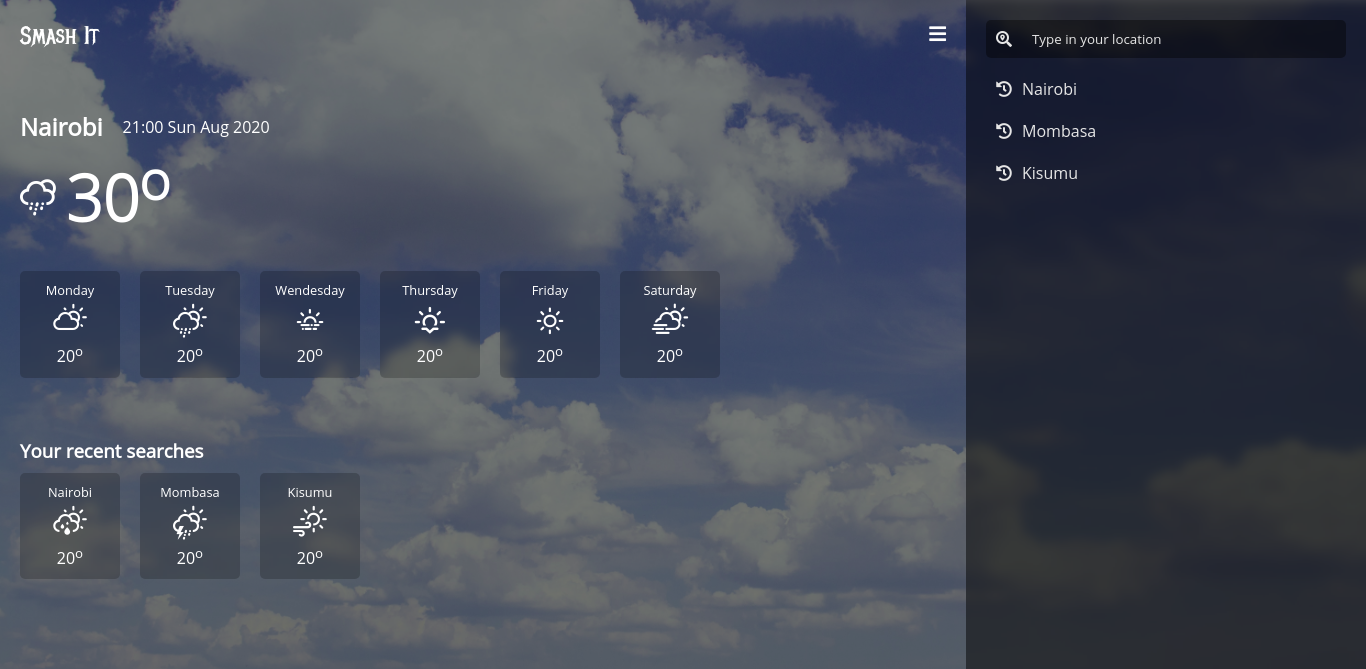 Smash It
Type in your location
Nairobi
Mombasa
Kisumu
Nairobi 21:00 Sun Aug 2020
30º
Monday Tuesday Wendesday Thursday Friday Saturday
20º 20º 20º 20º 20º 20º
Your recent searches
Nairobi Mombasa Kisumu
20º 20º 20º